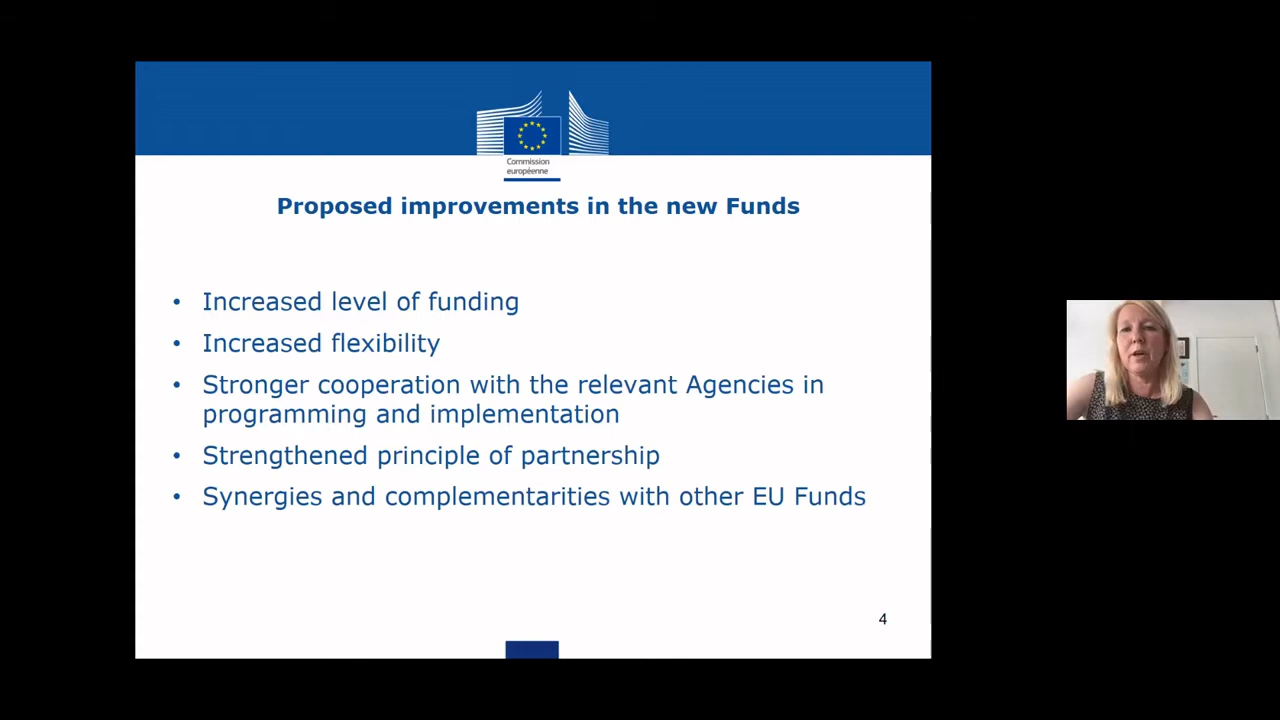 Commission
européenne
Proposed improvements in the new Funds
• Increased level of funding
• Increased flexibility
• Stronger cooperation with the relevant Agencies in
programming and implementation
• Strengthened principle of partnership
• Synergies and complementarities with other EU Funds
4